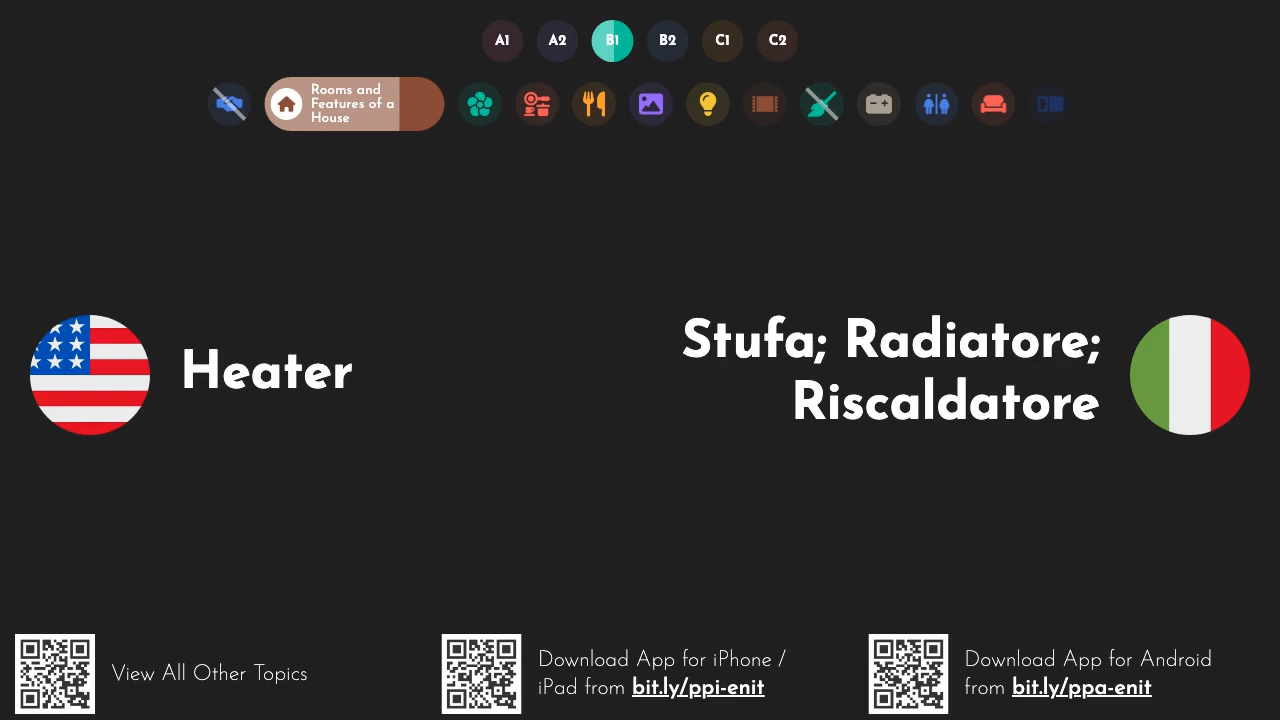 A1 A2 B1 B2 C1 C2
Rooms and
Features of a
House
Heater
Stufa; Radiatore;
Riscaldatore
View All Other Topics
Download App for iPhone /
iPad from bit.ly/ppi-enit
Download App for Android
from bit.ly/ppa-enit